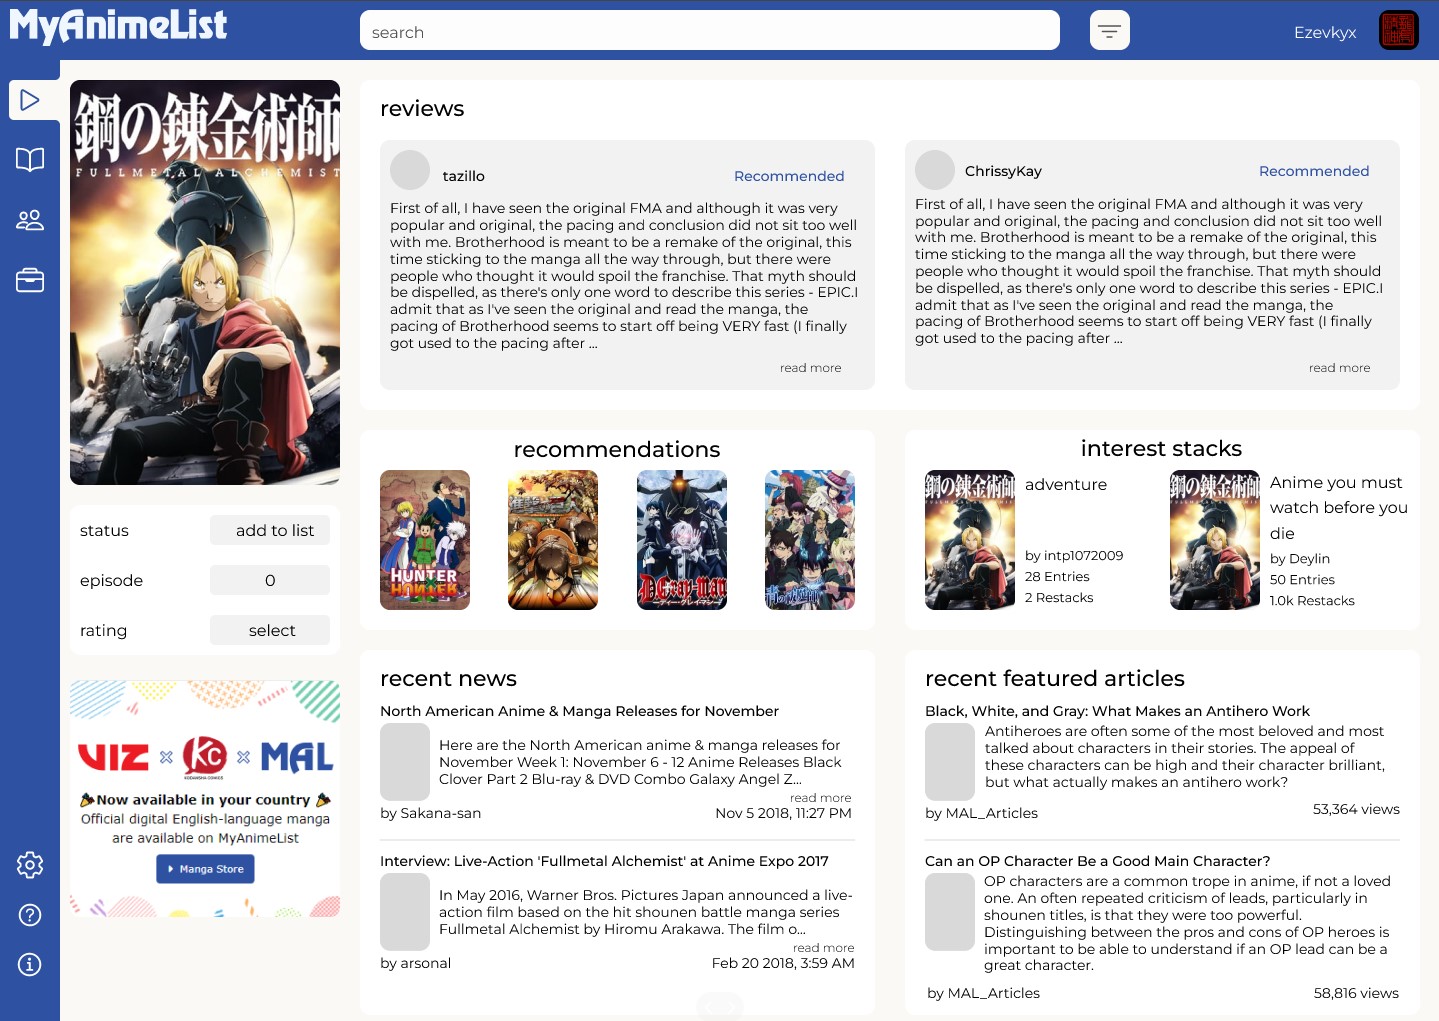 MyAnimeList
search
Ezevkyx
鋼の錬金術師
FULLMETAL ALCHEMIST
status
add to list
episode
0
rating
select
VIZ × KC × MAL
KODANSHA COMICS
Now available in your country
Official digital English-language manga
are available on MyAnimeList
Manga Store
reviews
tazillo
Recommended
First of all, I have seen the original FMA and although it was very
popular and original, the pacing and conclusion did not sit too well
with me. Brotherhood is meant to be a remake of the original, this
time sticking to the manga all the way through, but there were
people who thought it would spoil the franchise. That myth should
be dispelled, as there's only one word to describe this series - EPIC.I
admit that as I've seen the original and read the manga, the
pacing of Brotherhood seems to start off being VERY fast (I finally
got used to the pacing after ...
read more
ChrissyKay
Recommended
First of all, I have seen the original FMA and although it was very
popular and original, the pacing and conclusion did not sit too well
with me. Brotherhood is meant to be a remake of the original, this
time sticking to the manga all the way through, but there were
people who thought it would spoil the franchise. That myth should
be dispelled, as there's only one word to describe this series - EPIC.I
admit that as I've seen the original and read the manga, the
pacing of Brotherhood seems to start off being VERY fast (I finally
got used to the pacing after ...
read more
recommendations
HUNTER
HUNTER
D.Gray-man
interest stacks
鋼の錬金術師
adventure
by intp1072009
28 Entries
2 Restacks
鋼の錬金術師
Anime you must
watch before you
die
by Deylin
50 Entries
1.0k Restacks
recent news
North American Anime & Manga Releases for November
Here are the North American anime & manga releases for
November Week 1: November 6 - 12 Anime Releases Black
Clover Part 2 Blu-ray & DVD Combo Galaxy Angel Z...
read more
by Sakana-san
Nov 5 2018, 11:27 PM
Interview: Live-Action 'Fullmetal Alchemist' at Anime Expo 2017
In May 2016, Warner Bros. Pictures Japan announced a live-
action film based on the hit shounen battle manga series
Fullmetal Alchemist by Hiromu Arakawa. The film o...
read more
by arsonal
Feb 20 2018, 3:59 AM
recent featured articles
Black, White, and Gray: What Makes an Antihero Work
Antiheroes are often some of the most beloved and most
talked about characters in their stories. The appeal of
these characters can be high and their character brilliant,
but what actually makes an antihero work?
by MAL_Articles
53,364 views
Can an OP Character Be a Good Main Character?
OP characters are a common trope in anime, if not a loved
one. An often repeated criticism of leads, particularly in
shounen titles, is that they were too powerful.
Distinguishing between the pros and cons of OP heroes is
important to be able to understand if an OP lead can be a
great character.
by MAL_Articles
58,816 views